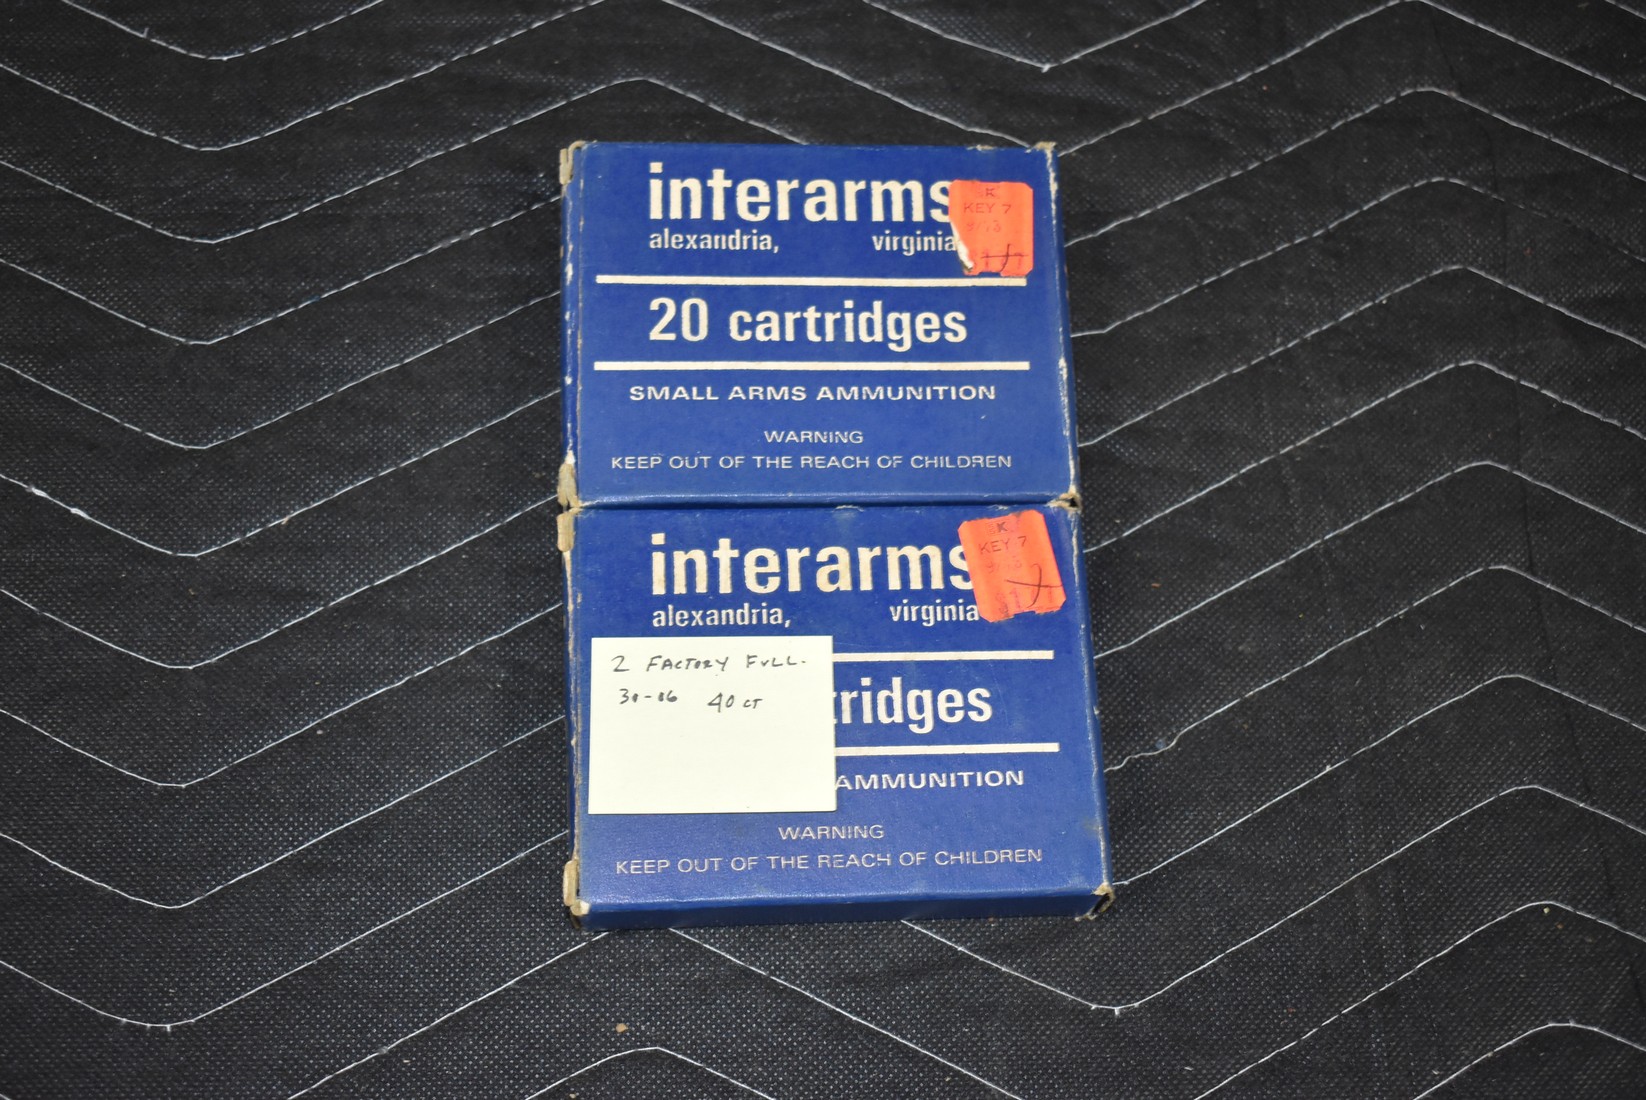 interarms
alexandria, virginia
K
KEY 7
20 cartridges
SMALL ARMS AMMUNITION
WARNING
KEEP OUT OF THE REACH OF CHILDREN
interarms
alexandria, virginia
K
KEY 7
2 FACTORY FULL.
30-06 40 CT
tridges
AMMUNITION
WARNING
KEEP OUT OF THE REACH OF CHILDREN